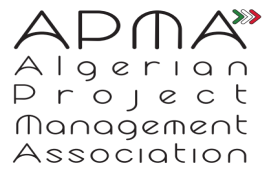 APMA
Algerian
Project
Management
Association